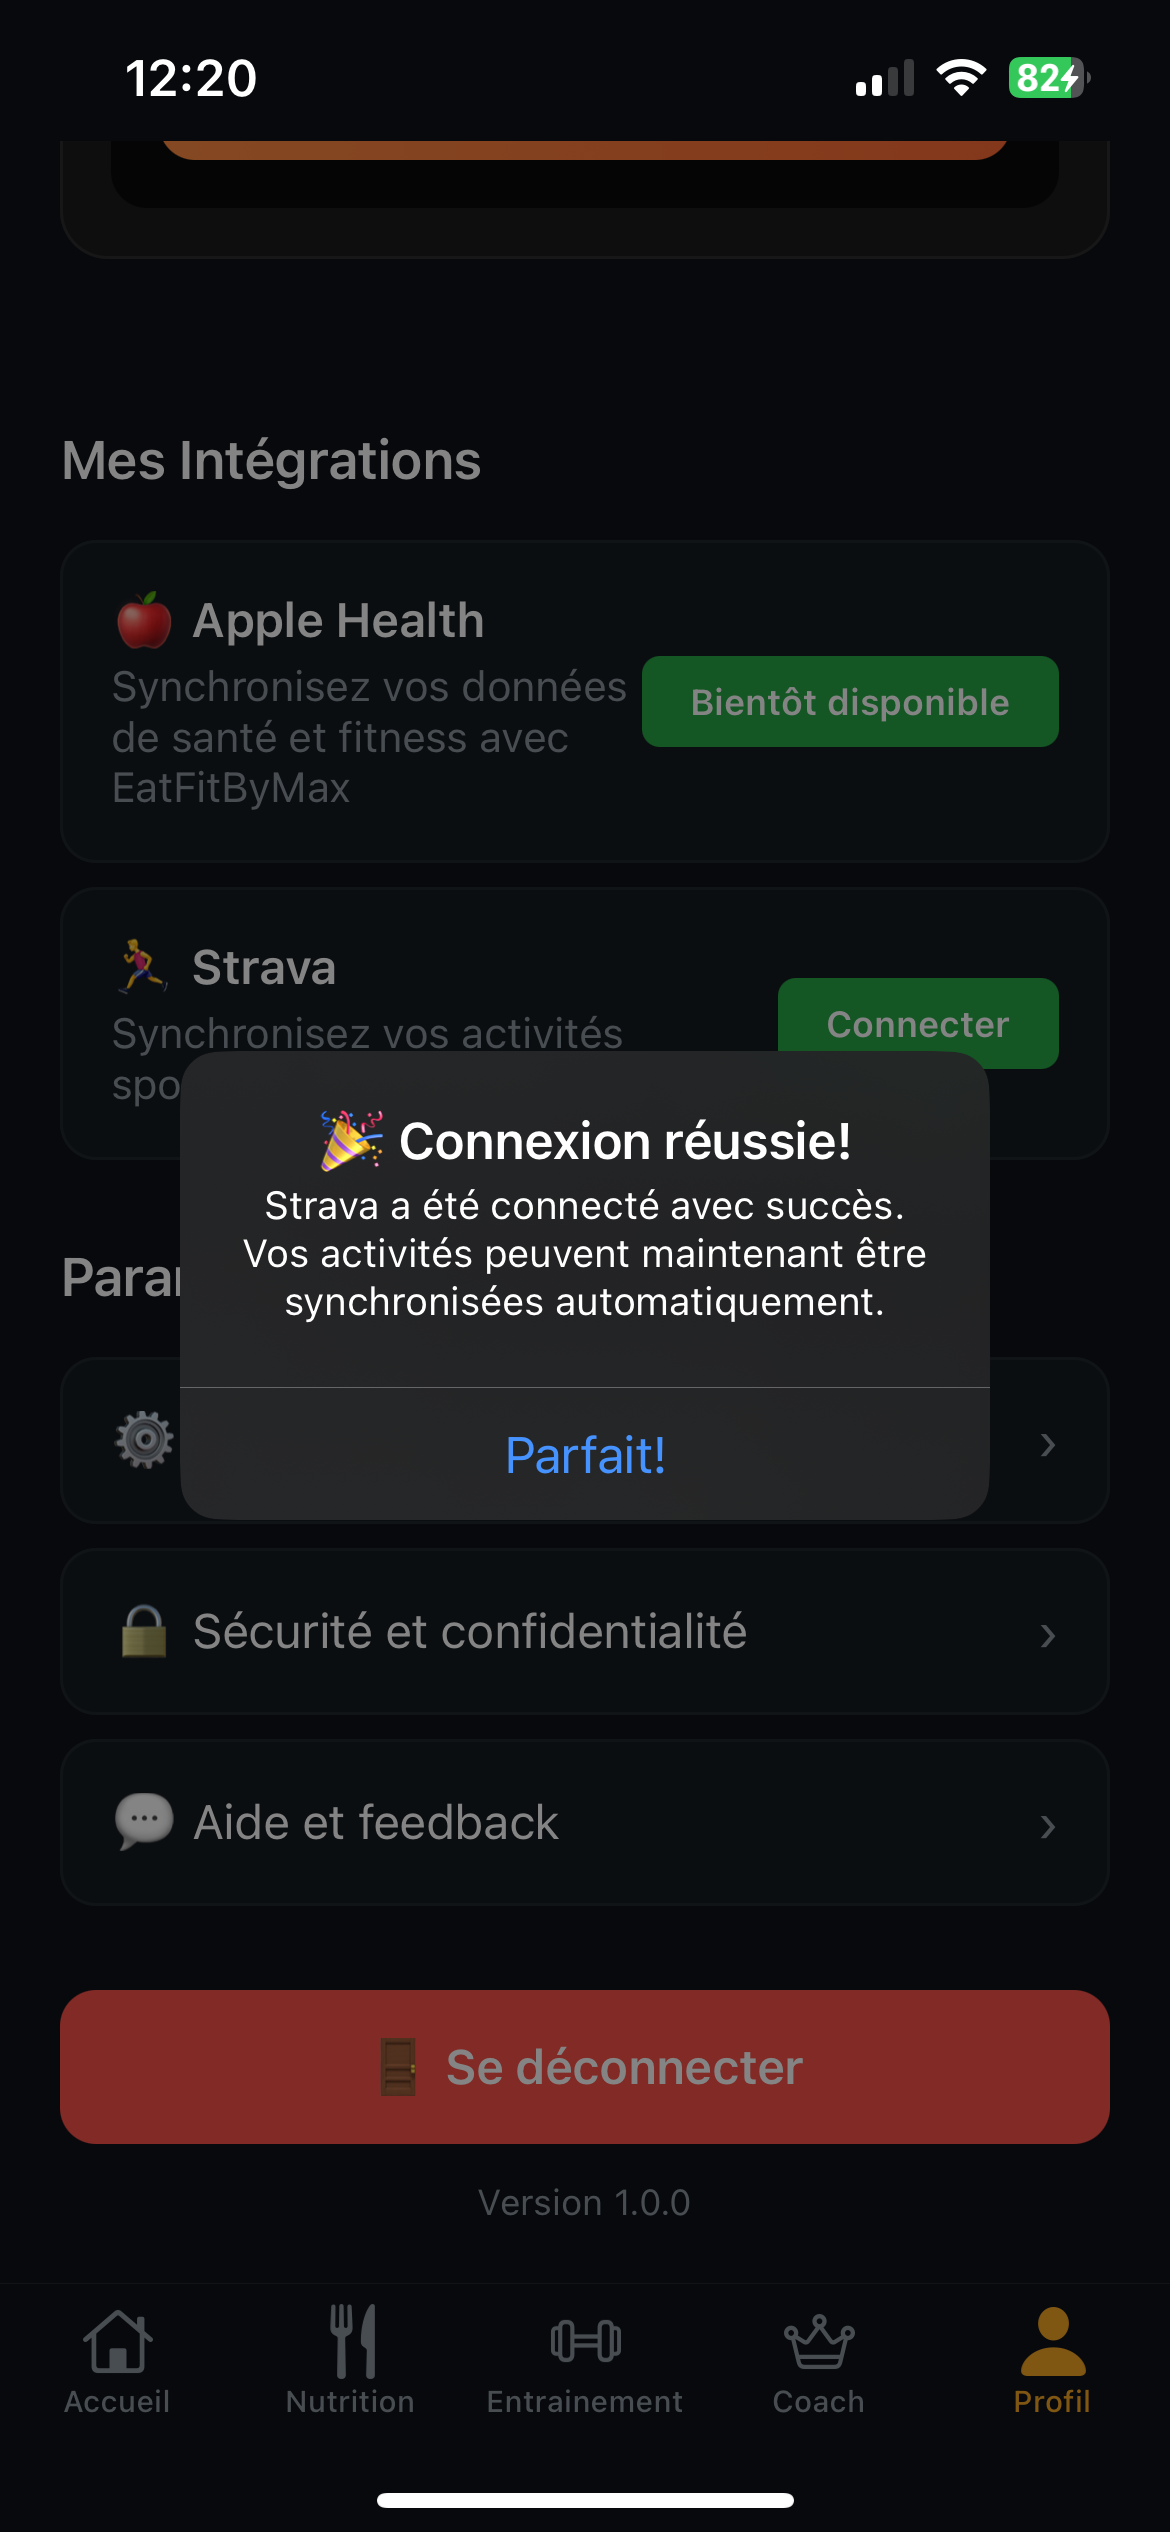 12:20
82
Mes Intégrations
Apple Health
Synchronisez vos données
de santé et fitness avec
EatFitByMax
Bientôt disponible
Strava
Synchronisez vos activités
Connecter
🎉 Connexion réussie!
Strava a été connecté avec succès.
Vos activités peuvent maintenant être
synchronisées automatiquement.
Parfait!
Sécurité et confidentialité
Aide et feedback
Se déconnecter
Version 1.0.0
Accueil
Nutrition
Entrainement
Coach
Profil